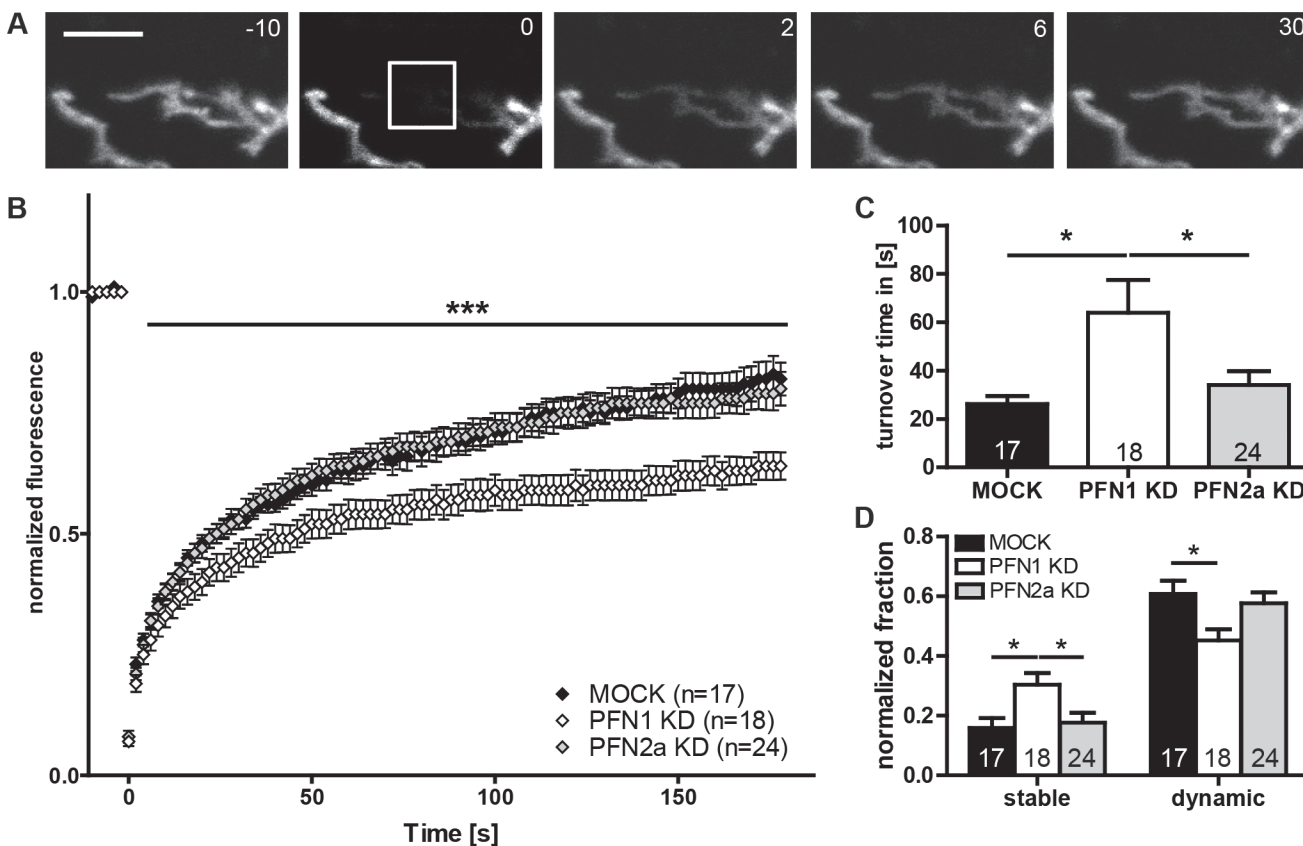 A
-10
0
2
6
30
B
normalized fluorescence
1.0
0.5
0.0
***
MOCK (n=17)
PFN1 KD (n=18)
PFN2a KD (n=24)
0
50
100
150
Time [s]
C
turnover time in [s]
100
80
60
40
20
0
*
*
17
18
24
MOCK
PFN1 KD
PFN2a KD
D
normalized fraction
0.8
0.6
0.4
0.2
0.0
MOCK
PFN1 KD
PFN2a KD
*
*
*
17
18
24
17
18
24
stable
dynamic